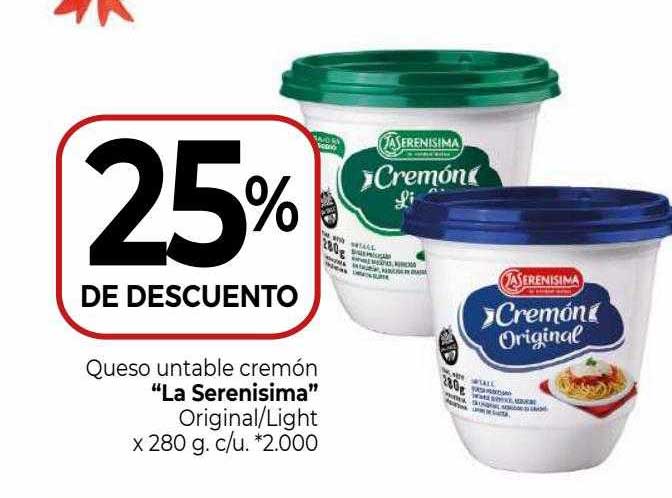 25%
DE DESCUENTO
Queso untable cremón
“La Serenisima”
Original/Light
x 280 g. c/u. *2.000
LA SERENISIMA
Cremón
280g
LA SERENISIMA
Cremón
Original
280g